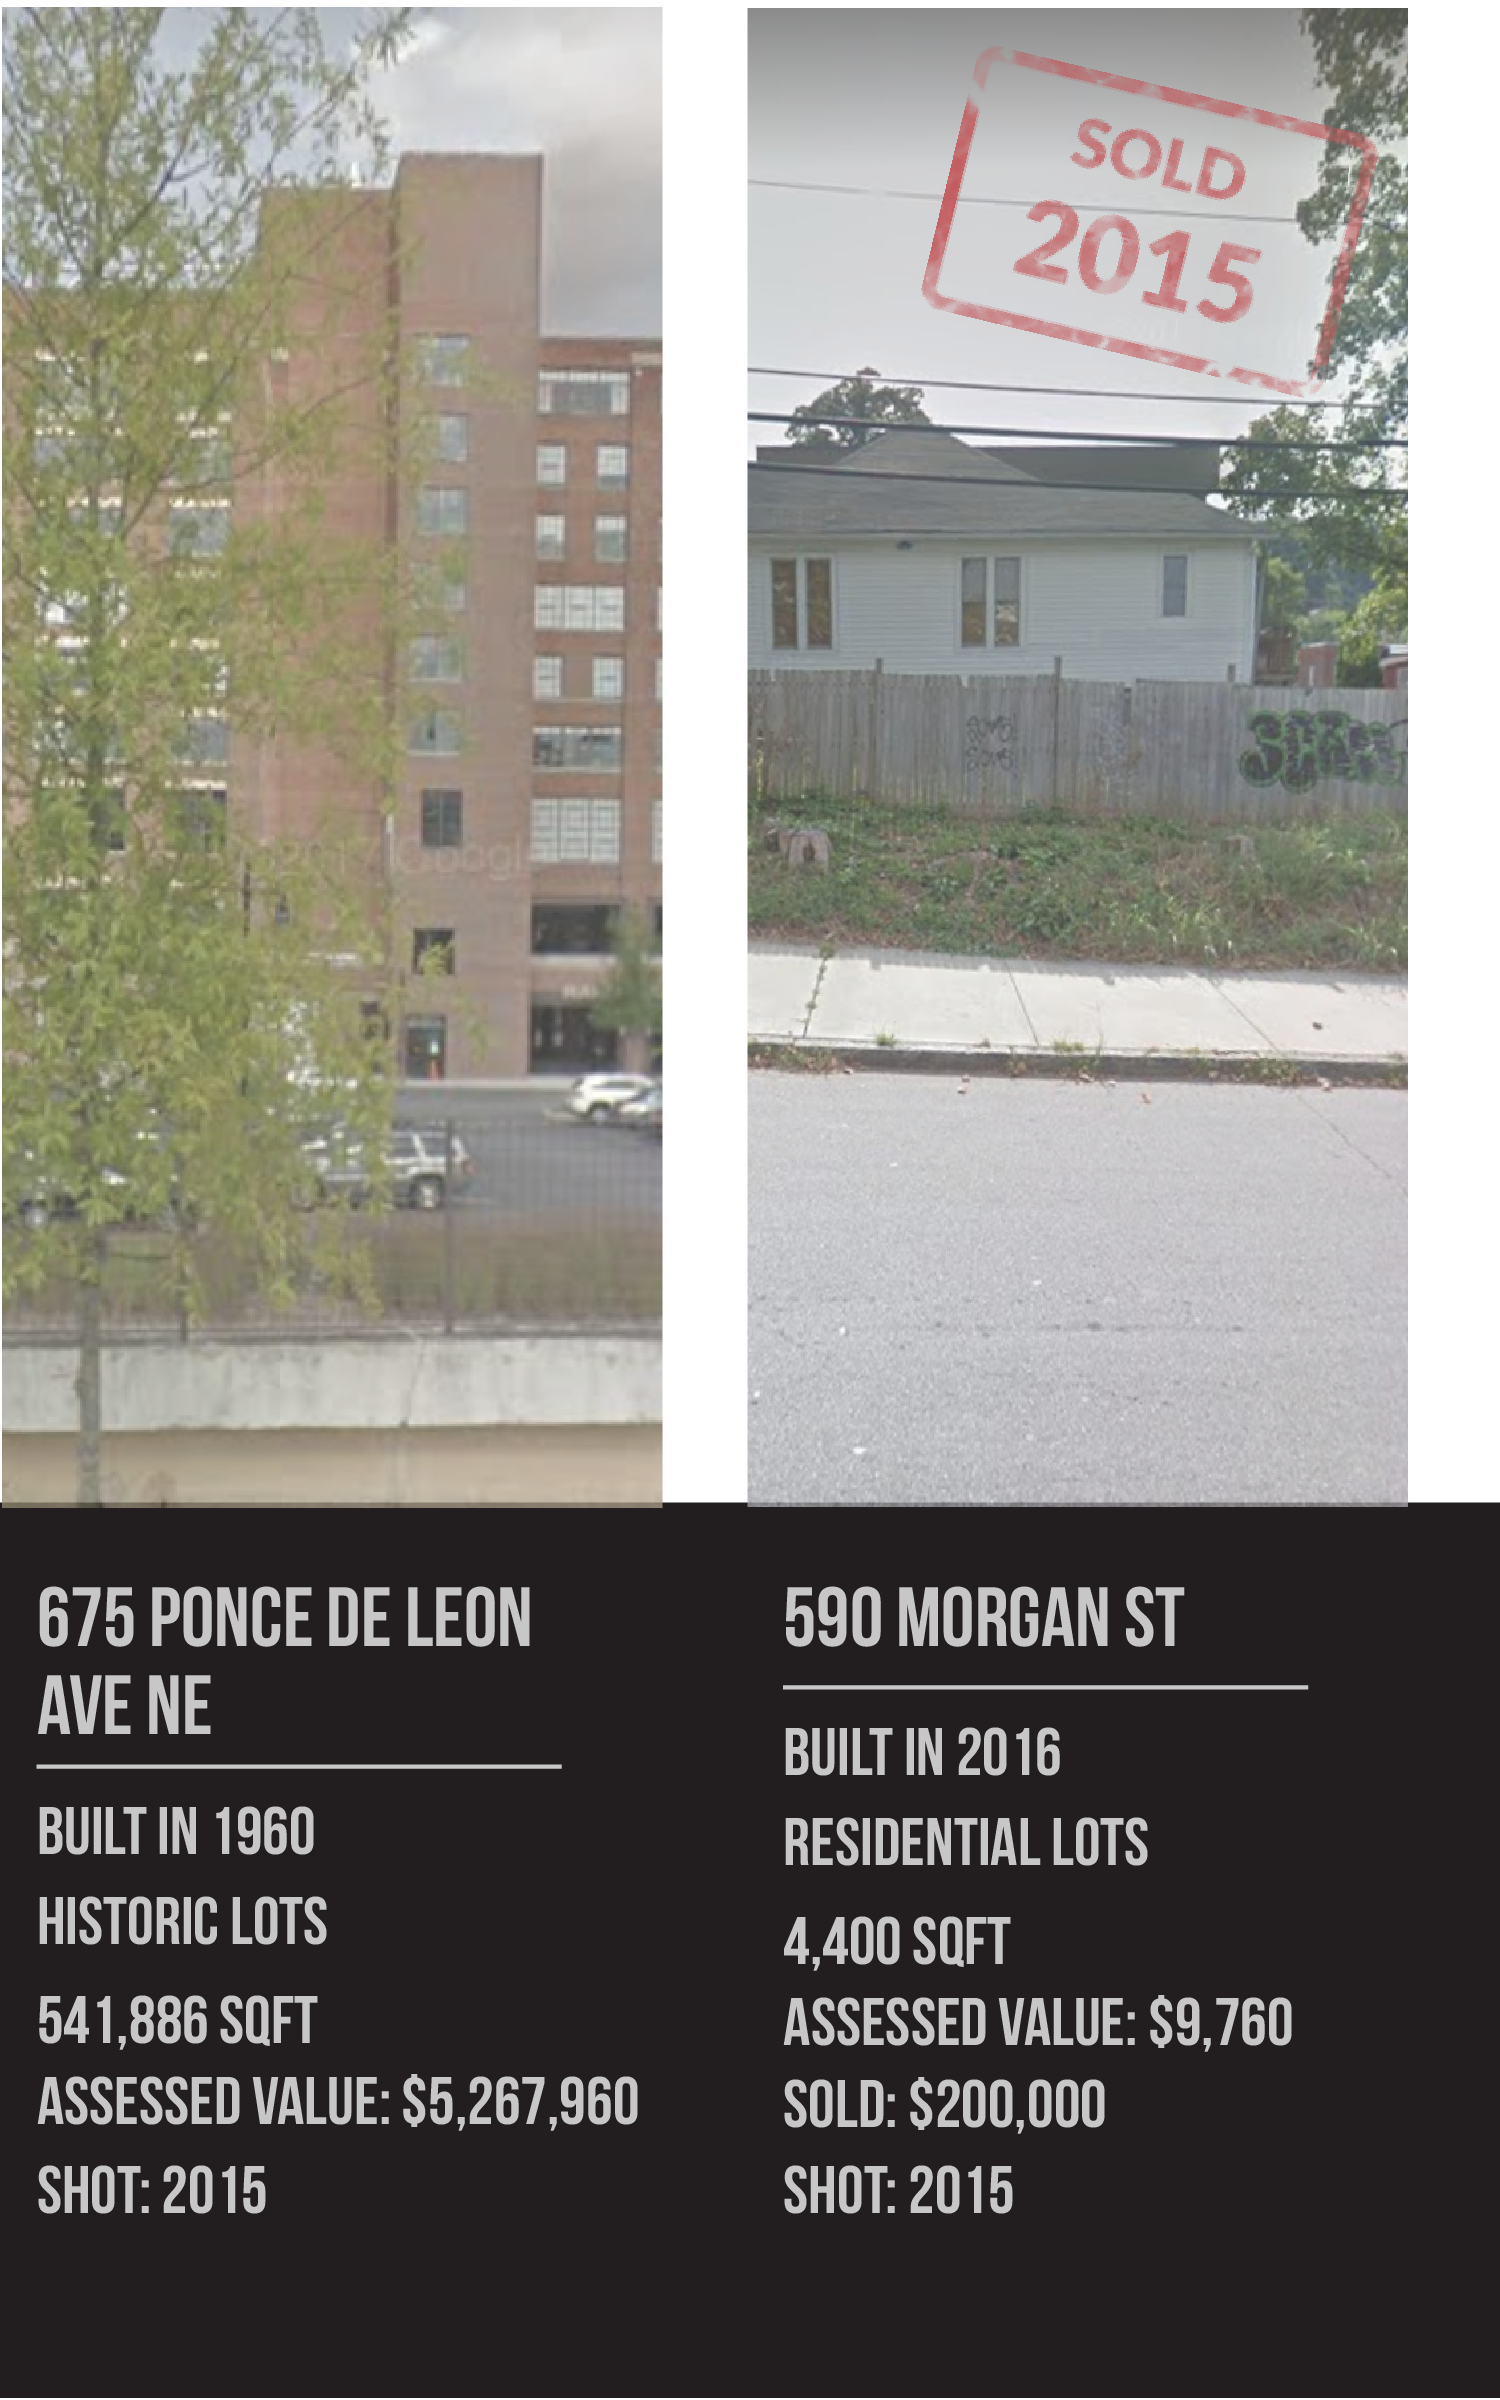 SOLD
2015
675 PONCE DE LEON
AVE NE
BUILT IN 1960
HISTORIC LOTS
541,886 SQFT
ASSESSED VALUE: $5,267,960
SHOT: 2015
590 MORGAN ST
BUILT IN 2016
RESIDENTIAL LOTS
4,400 SQFT
ASSESSED VALUE: $9,760
SOLD: $200,000
SHOT: 2015